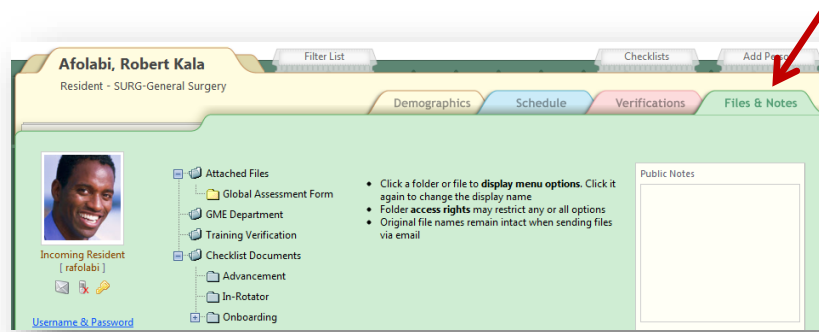 Afolabi, Robert Kala
Filter List
Checklists
Add Person
Resident - SURG-General Surgery
Demographics
Schedule
Verifications
Files & Notes
Attached Files
Global Assessment Form
GME Department
Training Verification
Checklist Documents
Advancement
In-Rotator
Onboarding
Click a folder or file to display menu options. Click it
again to change the display name
Folder access rights may restrict any or all options
Original file names remain intact when sending files
via email
Public Notes
Incoming Resident
[ rafolabi ]
Username & Password